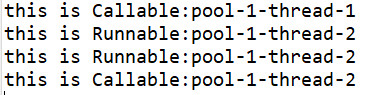 this is Callable:pool-1-thread-1
this is Runnable:pool-1-thread-2
this is Runnable:pool-1-thread-2
this is Callable:pool-1-thread-2